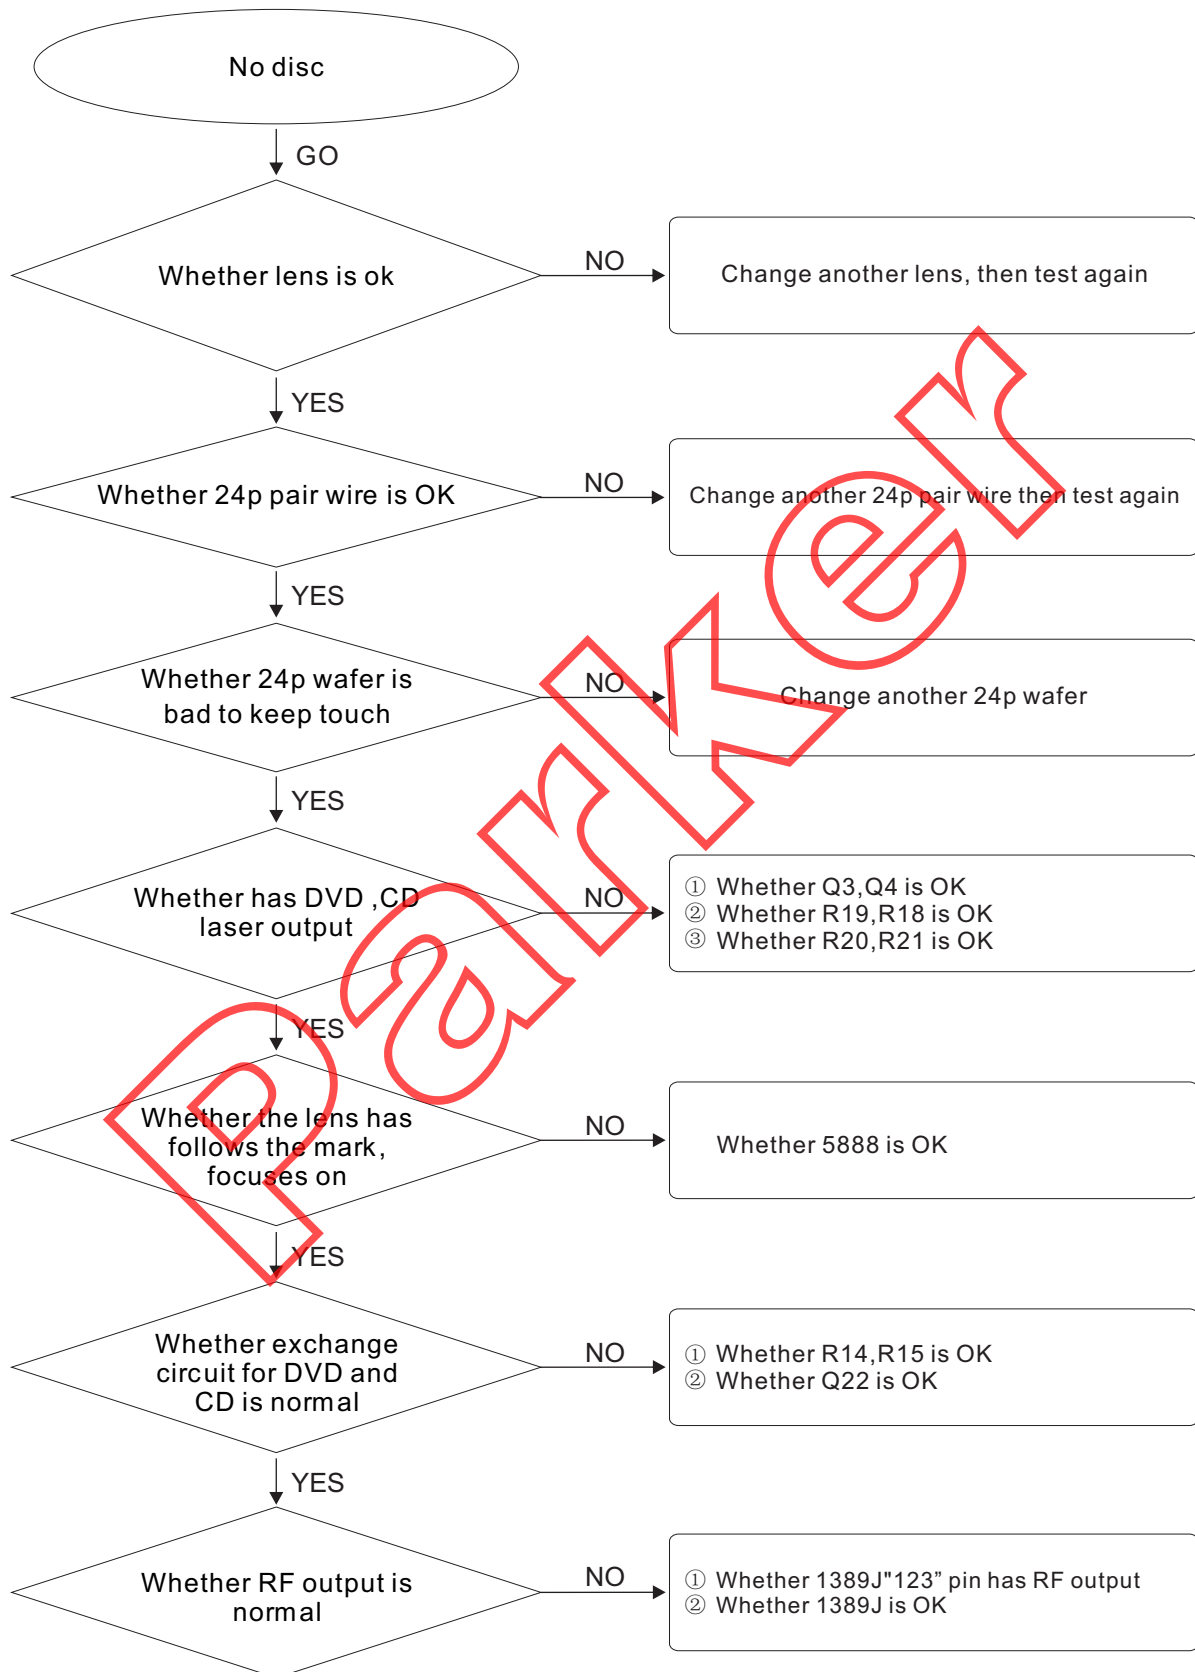 No disc
GO
Whether lens is ok
NO
Change another lens, then test again
YES
Whether 24p pair wire is OK
NO
Change another 24p pair wire then test again
YES
Whether 24p wafer is
bad to keep touch
NO
Change another 24p wafer
YES
Whether has DVD ,CD
laser output
NO
① Whether Q3,Q4 is OK
② Whether R19,R18 is OK
③ Whether R20,R21 is OK
YES
Whether the lens has
follows the mark,
focuses on
NO
Whether 5888 is OK
YES
Whether exchange
circuit for DVD and
CD is normal
NO
① Whether R14,R15 is OK
② Whether Q22 is OK
YES
Whether RF output is
normal
NO
① Whether 1389J"123” pin has RF output
② Whether 1389J is OK
Parker